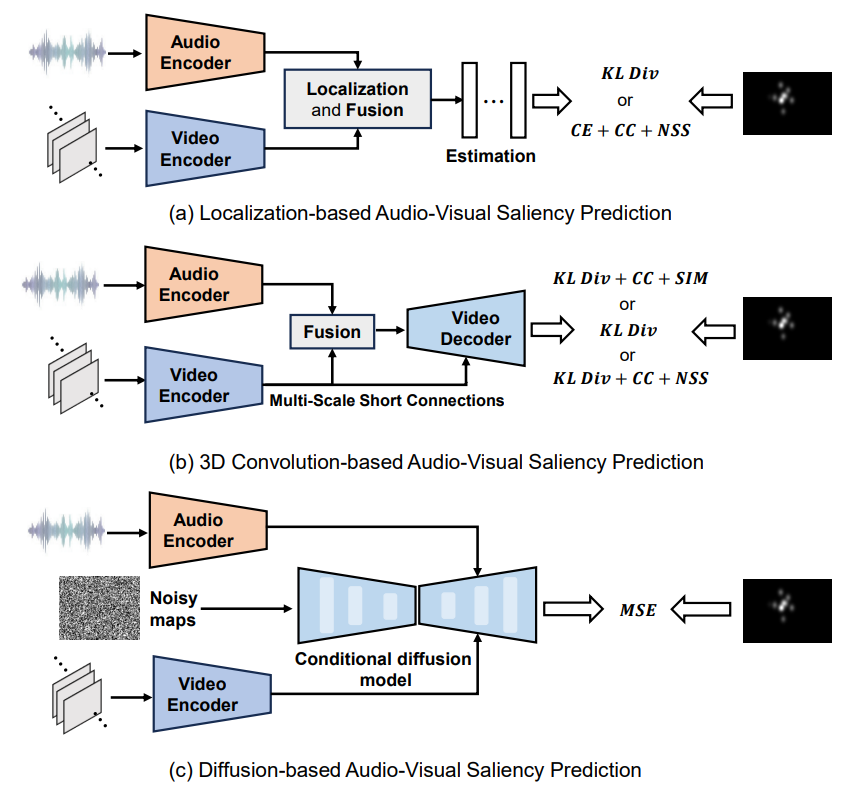 Audio
Encoder
Video
Encoder
Localization
and Fusion
...
Estimation
KL Div
or
CE + CC + NSS
(a) Localization-based Audio-Visual Saliency Prediction
Audio
Encoder
Video
Encoder
Fusion
Video
Decoder
Multi-Scale Short Connections
KL Div + CC + SIM
or
KL Div
or
KL Div + CC + NSS
(b) 3D Convolution-based Audio-Visual Saliency Prediction
Audio
Encoder
Noisy
maps
Video
Encoder
Conditional diffusion
model
MSE
(c) Diffusion-based Audio-Visual Saliency Prediction